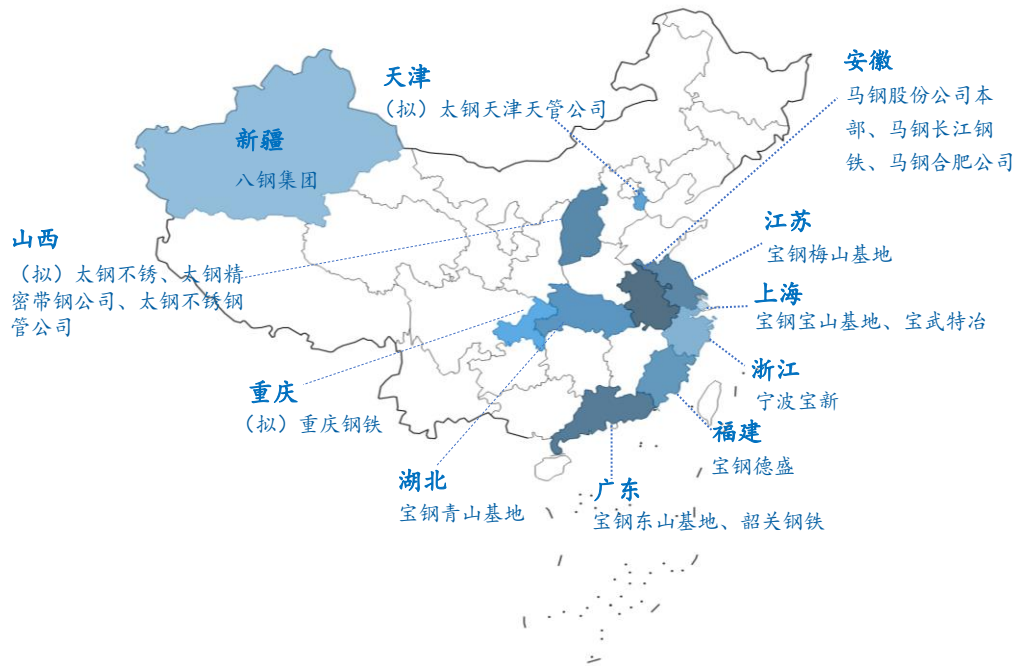 安徽
马钢股份公司本
部、马钢长江钢
铁、马钢合肥公司
天津
（拟）太钢天津天管公司
新疆
八钢集团
江苏
宝钢梅山基地
山西
（拟）太钢不锈、太钢精
密带钢公司、太钢不锈钢
管公司
上海
宝钢宝山基地、宝武特冶
浙江
宁波宝新
重庆
（拟）重庆钢铁
福建
宝钢德盛
湖北
宝钢青山基地
广东
宝钢东山基地、韶关钢铁